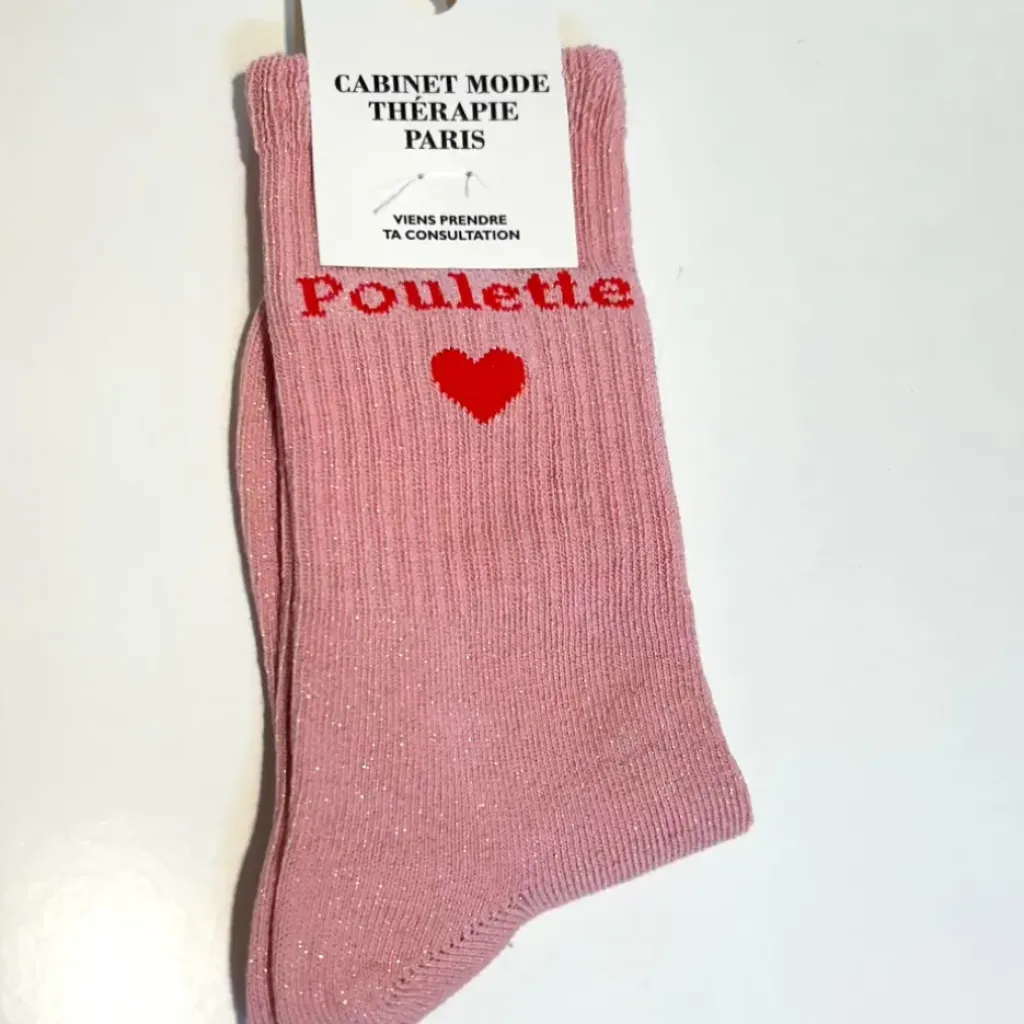 CABINET MODE
THÉRAPIE
PARIS
VIENS PRENDRE
TA CONSULTATION
Poulette